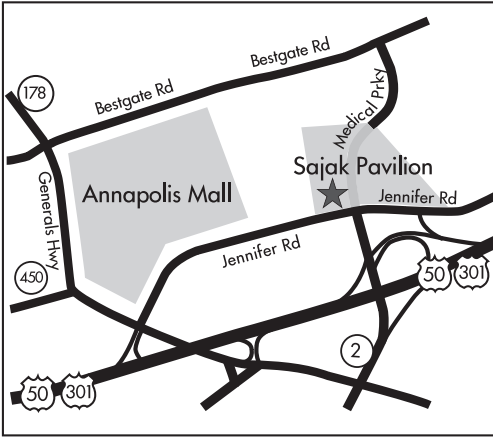 Bestgate Rd
Bestgate Rd
178
Medical Prky
Sajak Pavilion
Annapolis Mall
Jennifer Rd
Generals Hwy
Jennifer Rd
450
50
301
2
50
301